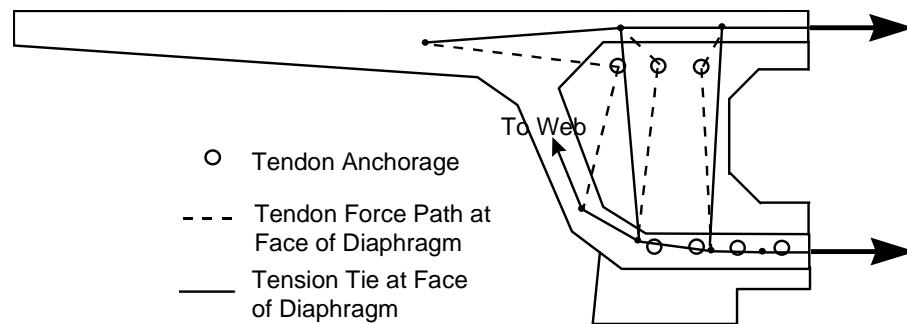 To Web
Tendon Anchorage
Tendon Force Path at
Face of Diaphragm
Tension Tie at Face
of Diaphragm